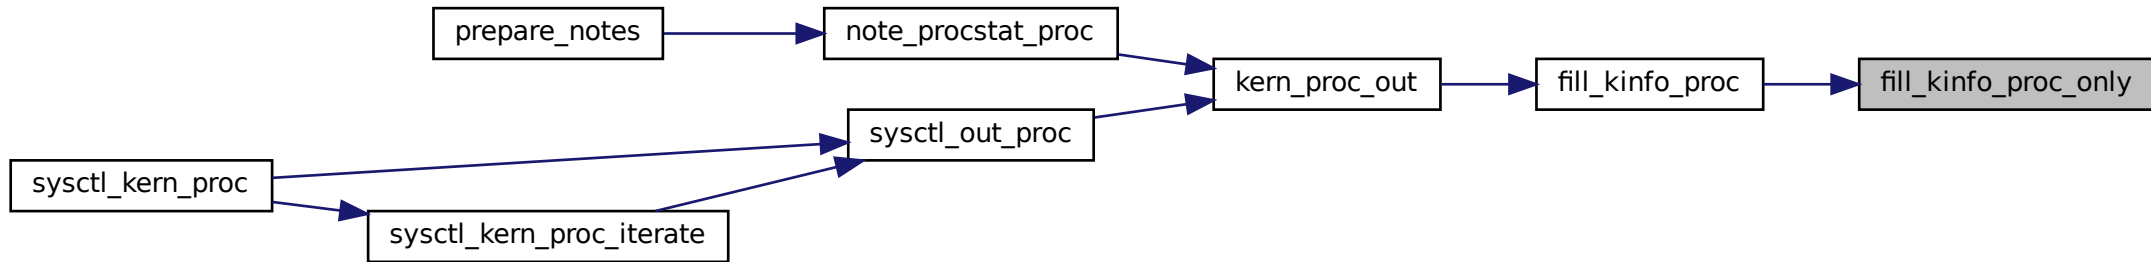 prepare_notes
note_procstat_proc
kern_proc_out
fill_kinfo_proc
fill_kinfo_proc_only
sysctl_out_proc
sysctl_kern_proc
sysctl_kern_proc_iterate